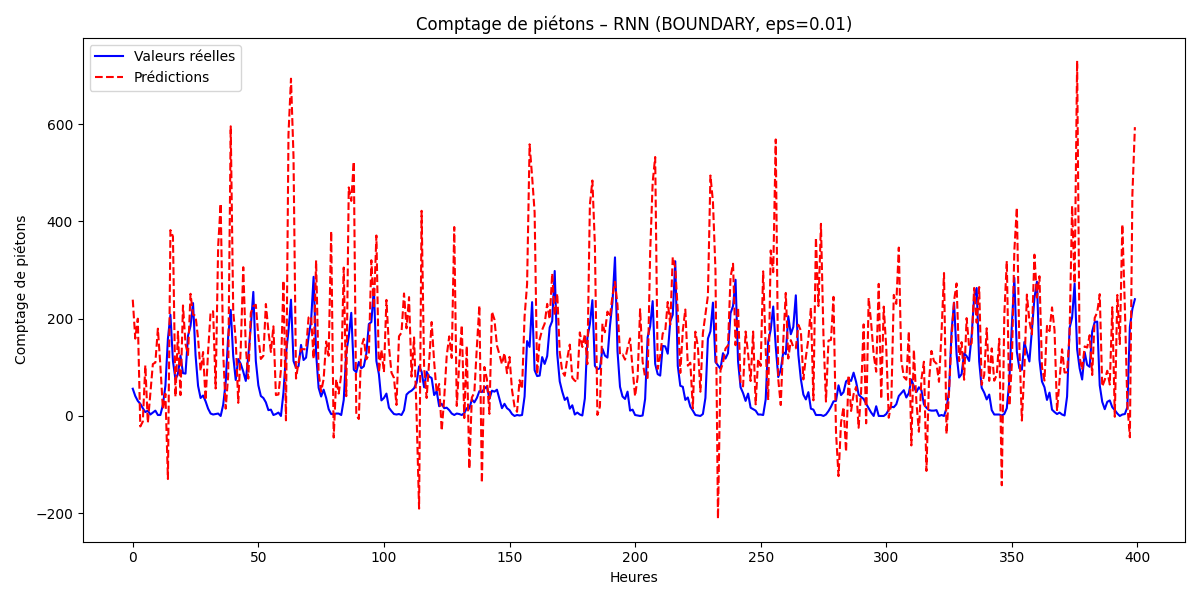 Comptage de piétons – RNN (BOUNDARY, eps=0.01)
Valeurs réelles
Prédictions
Comptage de piétons
600
400
200
0
−200
0 50 100 150 200 250 300 350 400
Heures